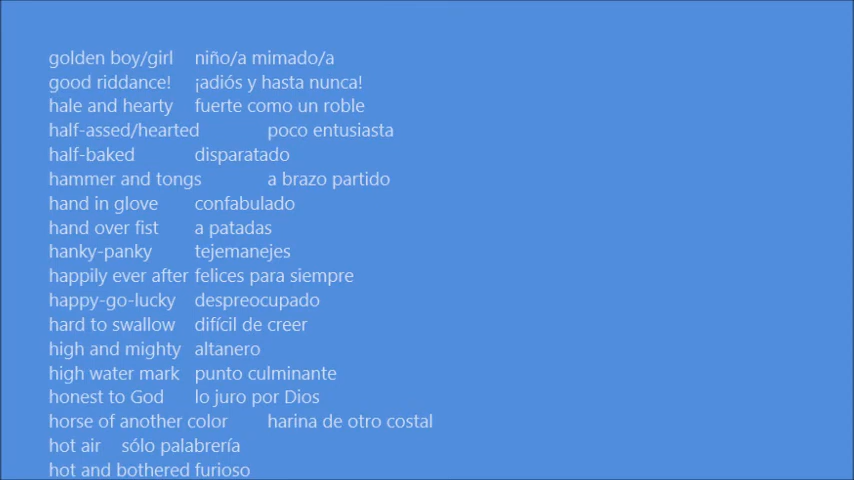 golden boy/girl niño/a mimado/a
good riddance! ¡adiós y hasta nunca!
hale and hearty fuerte como un roble
half-assed/hearted poco entusiasta
half-baked disparatado
hammer and tongs a brazo partido
hand in glove confabulado
hand over fist a patadas
hanky-panky tejemanejes
happily ever after felices para siempre
happy-go-lucky despreocupado
hard to swallow difícil de creer
high and mighty altanero
high water mark punto culminante
honest to God lo juro por Dios
horse of another color harina de otro costal
hot air sólo palabrería
hot and bothered furioso